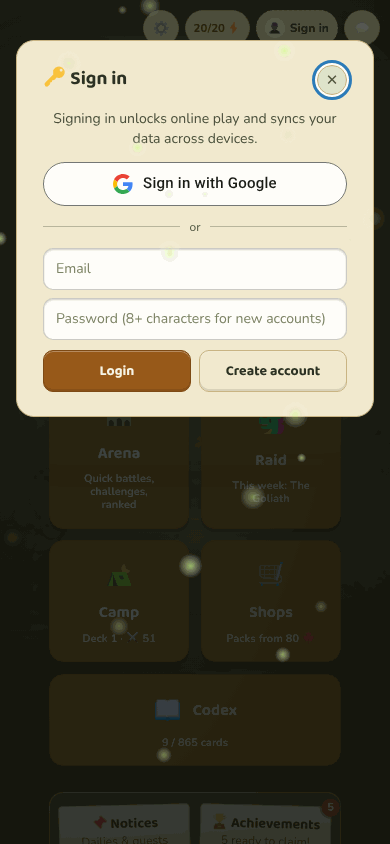 20/20
Sign in
Sign in
Signing in unlocks online play and syncs your
data across devices.
Sign in with Google
or
Email
Password (8+ characters for new accounts)
Login
Create account
Arena
Quick battles,
challenges,
ranked
Raid
This week: The
Goliath
Camp
Deck 1 · 51
Shops
Packs from 80
Codex
9 / 865 cards
Notices
Dailies & quests
Achievements
5
5 ready to claim!